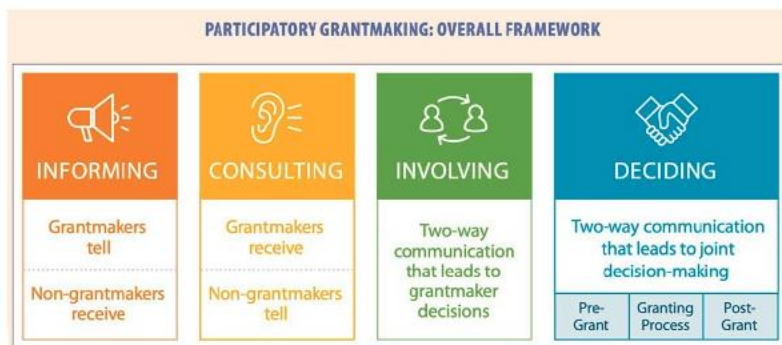 PARTICIPATORY GRANTMAKING: OVERALL FRAMEWORK
INFORMING
Grantmakers
tell
Non-grantmakers
receive
CONSULTING
Grantmakers
receive
Non-grantmakers
tell
INVOLVING
Two-way
communication
that leads to
grantmaker
decisions
DECIDING
Two-way communication
that leads to joint
decision-making
Pre-
Grant
Granting
Process
Post-
Grant